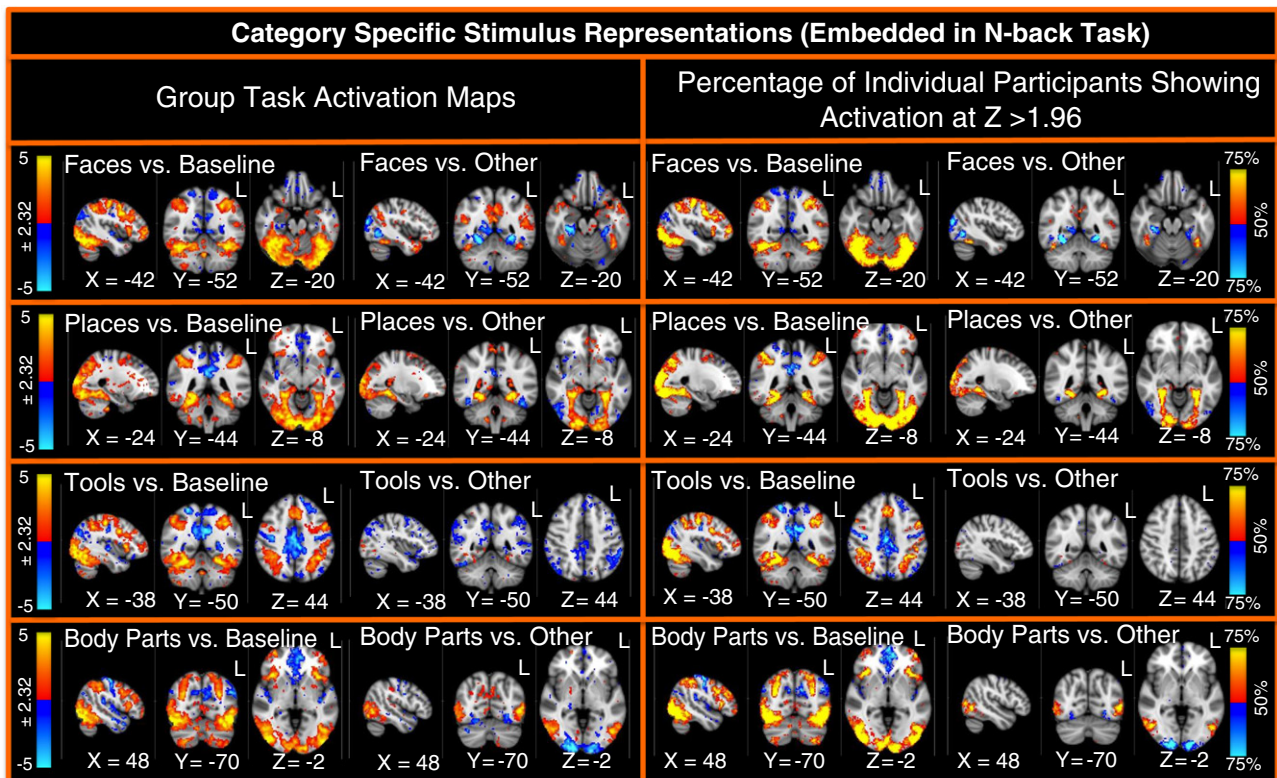 Category Specific Stimulus Representations (Embedded in N-back Task)
Group Task Activation Maps
Percentage of Individual Participants Showing
Activation at Z >1.96
5
± 2.32
-5
Faces vs. Baseline
L
X = -42 Y= -52 Z= -20
Faces vs. Other
L
X = -42 Y= -52 Z= -20
Faces vs. Baseline
L
X = -42 Y= -52 Z= -20
Faces vs. Other
L
X = -42 Y= -52 Z= -20
75%
50%
75%
5
± 2.32
-5
Places vs. Baseline
L
X = -24 Y= -44 Z= -8
Places vs. Other
L
L
X = -24 Y= -44 Z= -8
Places vs. Baseline
L
X = -24 Y= -44 Z= -8
Places vs. Other
L
L
X = -24 Y= -44 Z= -8
75%
50%
75%
5
± 2.32
-5
Tools vs. Baseline
L
X = -38 Y= -50 Z= 44
Tools vs. Other
L
L
X = -38 Y= -50 Z= 44
Tools vs. Baseline
L
X = -38 Y= -50 Z= 44
Tools vs. Other
L
L
X = -38 Y= -50 Z= 44
75%
50%
75%
5
± 2.32
-5
Body Parts vs. Baseline
L
L
X = 48 Y= -70 Z= -2
Body Parts vs. Other
L
L
X = 48 Y= -70 Z= -2
Body Parts vs. Baseline
L
L
X = 48 Y= -70 Z= -2
Body Parts vs. Other
L
L
X = 48 Y= -70 Z= -2
75%
50%
75%